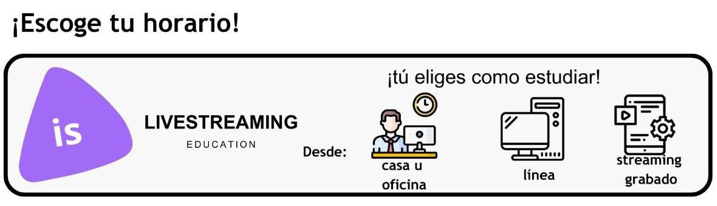 ¡Escoge tu horario!
¡tú eliges como estudiar!
is
LIVESTREAMING
EDUCATION
Desde:
casa u
oficina
línea
streaming
grabado